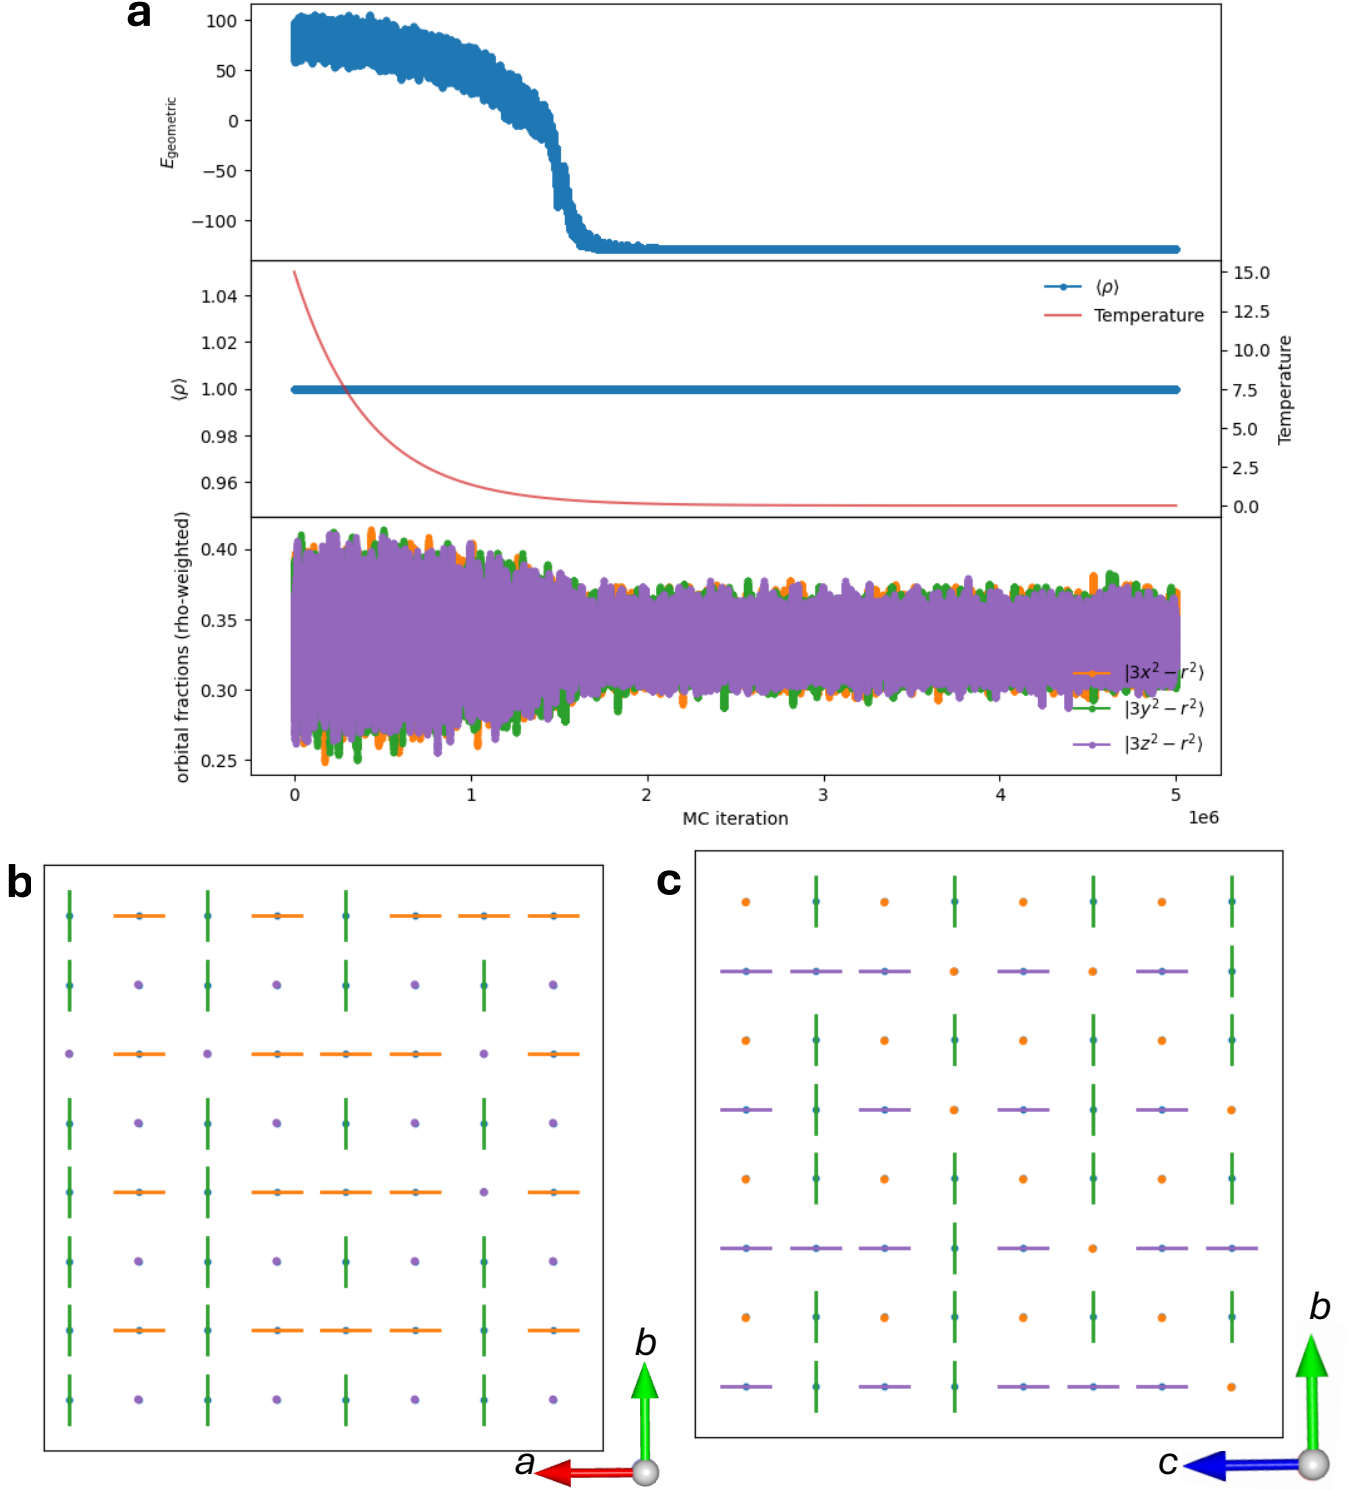 a
100
50
0
−50
−100
E_geometric
1.04
1.02
1.00
0.98
0.96
⟨ρ⟩
15.0
12.5
10.0
7.5
5.0
2.5
0.0
Temperature
⟨ρ⟩
Temperature
0.40
0.35
0.30
0.25
orbital fractions (rho-weighted)
|3x² − r²⟩
|3y² − r²⟩
|3z² − r²⟩
0 1 2 3 4 5
1e6
MC iteration
b
c
b
a
b
c